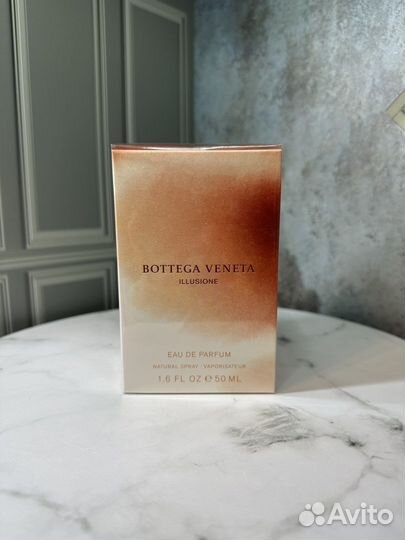 BOTTEGA VENETA
ILLUSIONE
EAU DE PARFUM
NATURAL SPRAY / VAPORISATEUR
1.6 FL OZ ℮ 50 ML
Avito